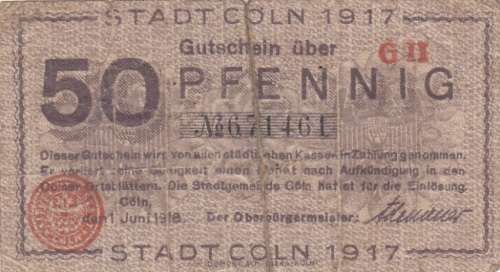 STADT CÖLN 1917
Gutschein über
G II
50 PFENNIG
№671461
Dieser Gutschein wird von allen städtischen Kassen in Zahlung genommen.
Er verliert seine Gültigkeit einen Monat nach Aufkündigung in den
Cölner Ortsblättern. Die Stadtgemeinde Cöln haftet für die Einlösung.
Cöln,
den 1 Juni 1918. Der Oberbürgermeister: Adenauer
STADT CÖLN 1917